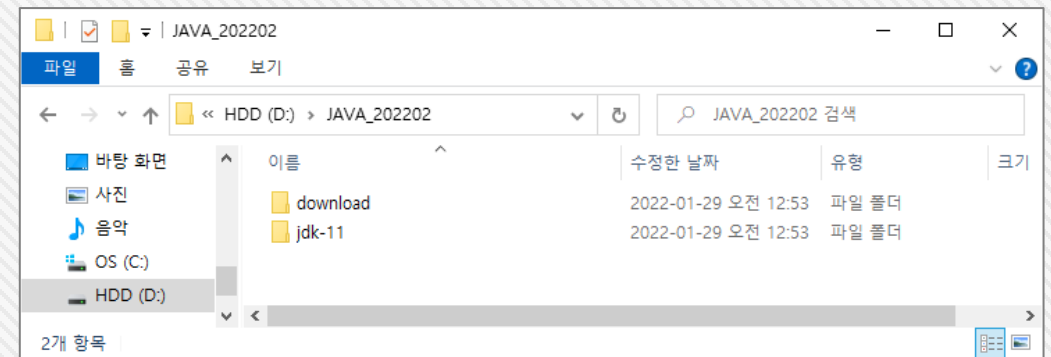 JAVA_202202
파일 홈 공유 보기
« HDD (D:) › JAVA_202202
JAVA_202202 검색
바탕 화면
사진
음악
OS (C:)
HDD (D:)
이름 수정한 날짜 유형 크기
download 2022-01-29 오전 12:53 파일 폴더
jdk-11 2022-01-29 오전 12:53 파일 폴더
2개 항목